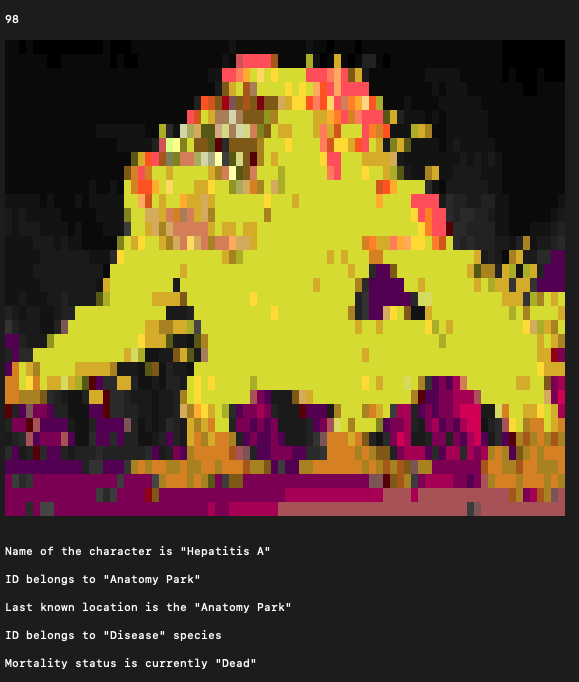 98
Name of the character is "Hepatitis A"
ID belongs to "Anatomy Park"
Last known location is the "Anatomy Park"
ID belongs to "Disease" species
Mortality status is currently "Dead"